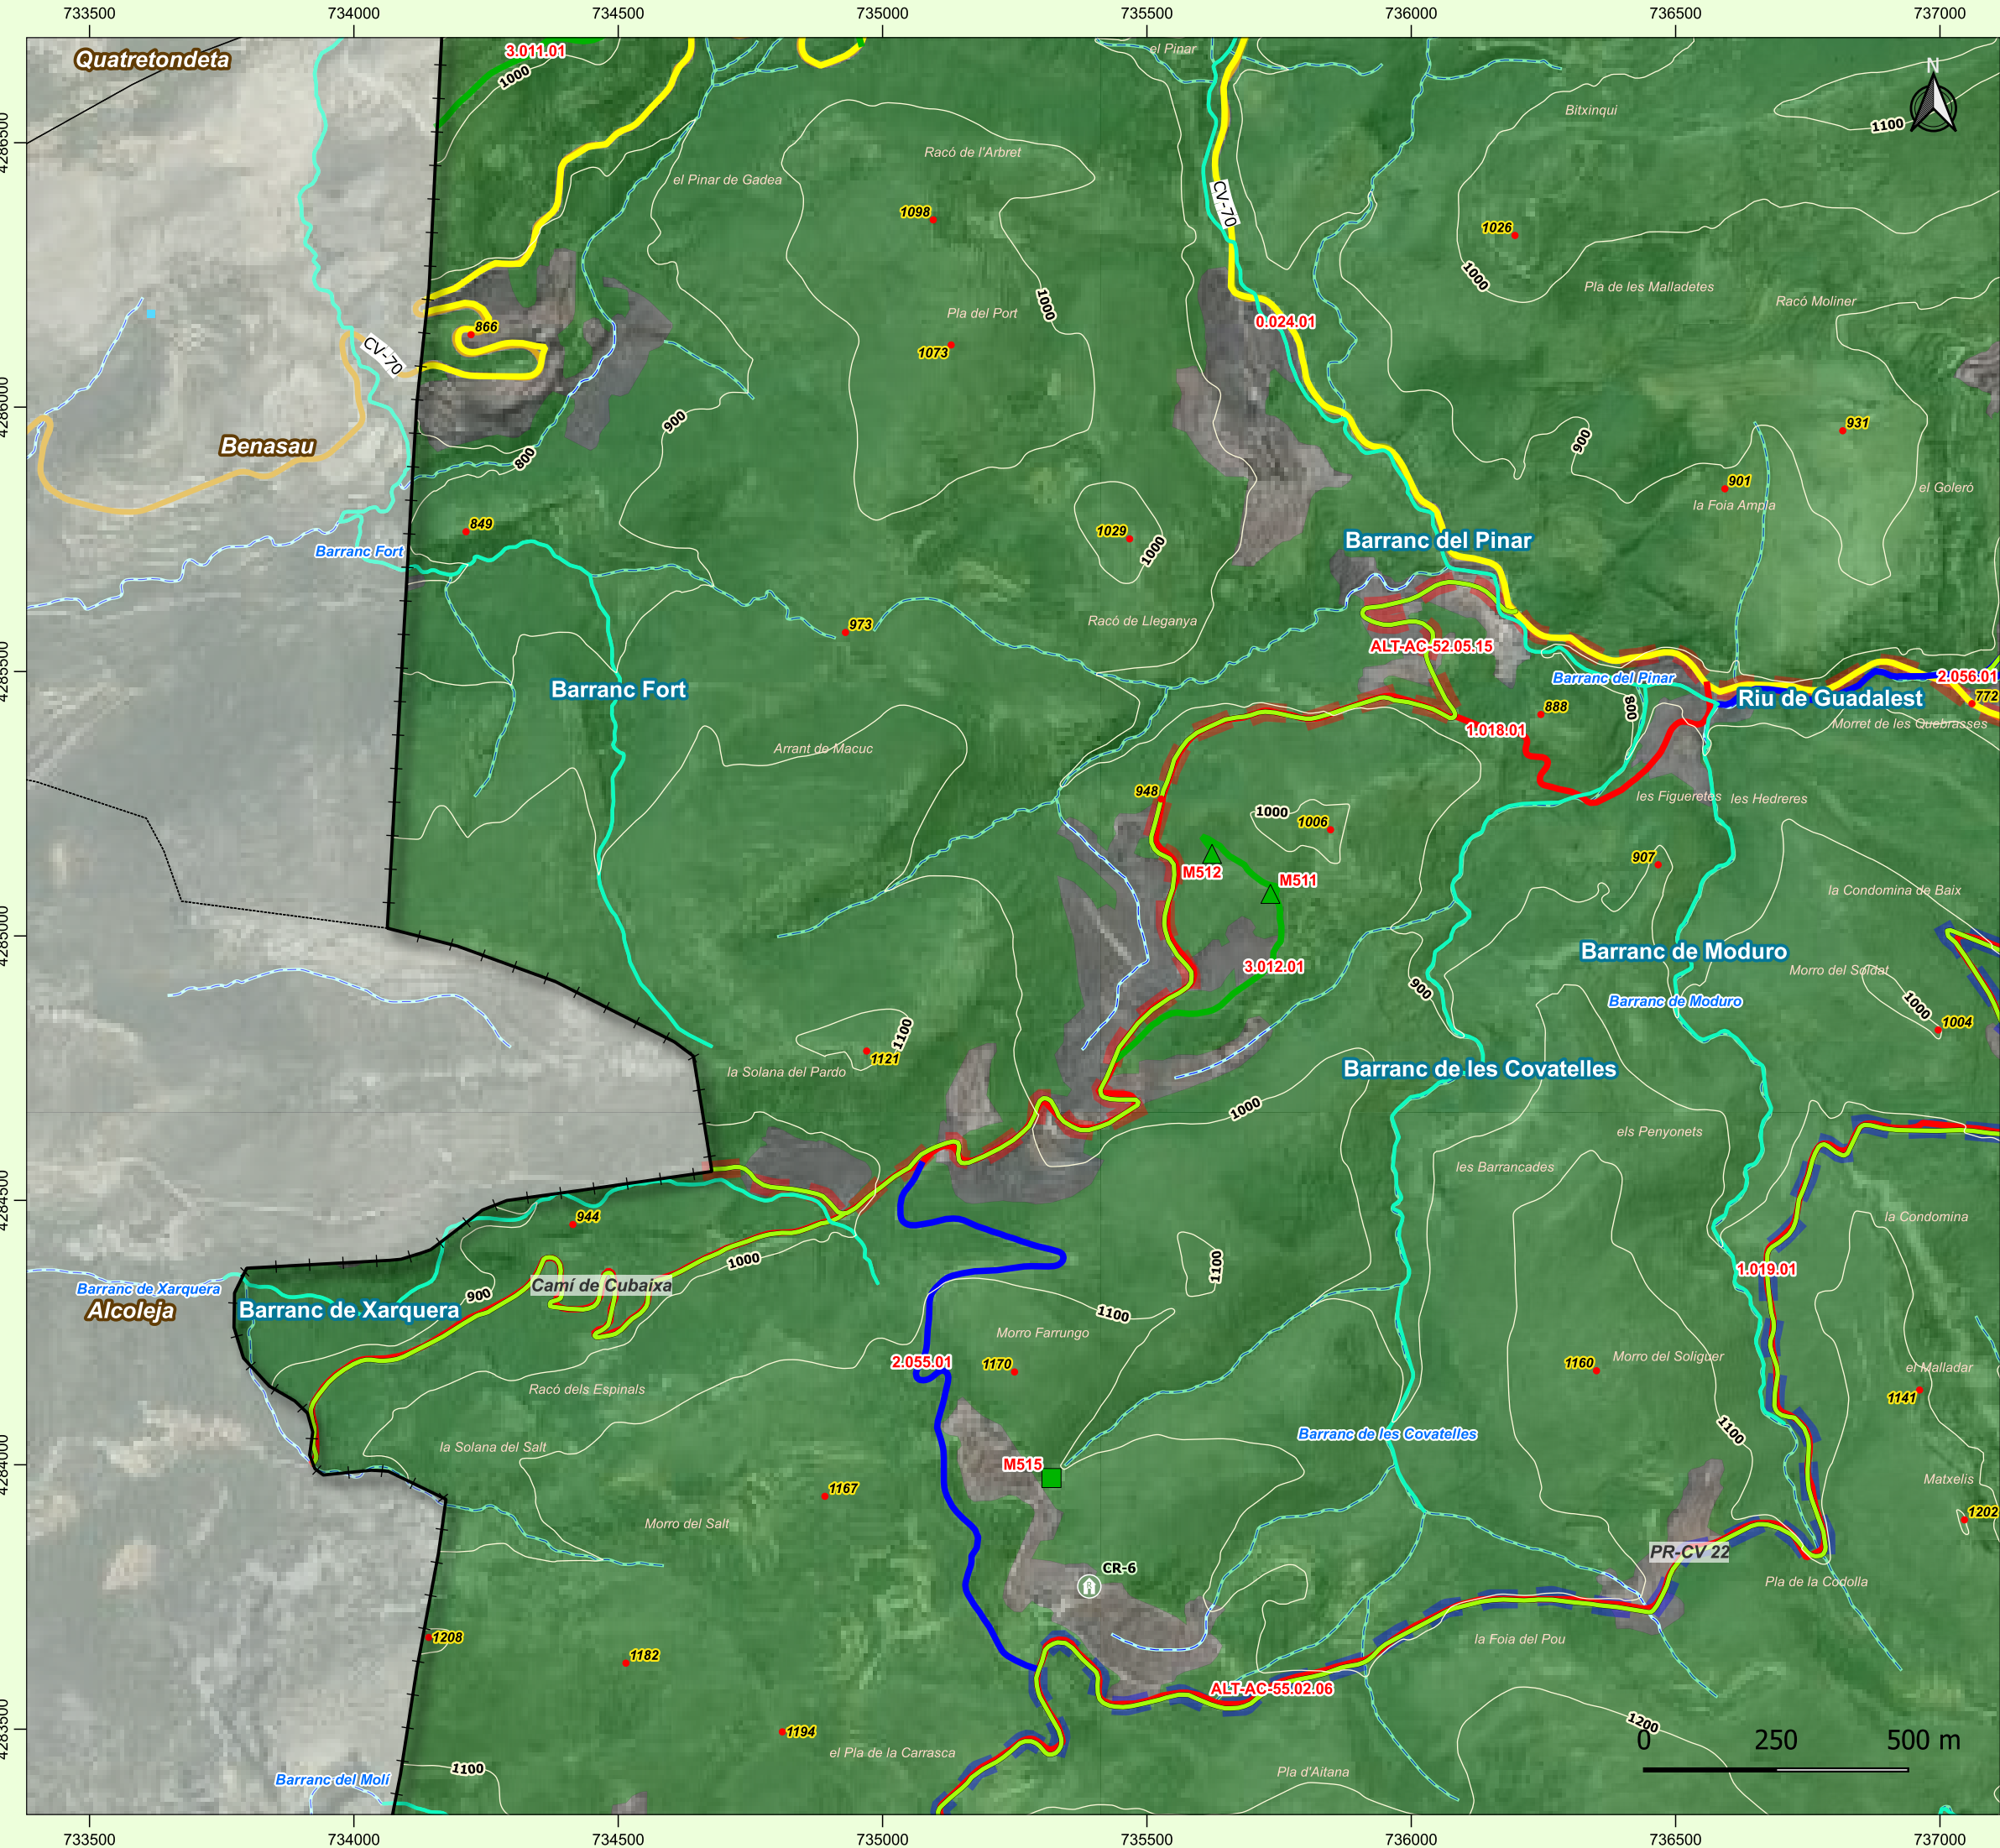 733500 734000 734500 735000 735500 736000 736500 737000
Quatretondeta
3.011.01
1000
el Pinar
N
4286500
Bitxinqui
1100
Racó de l'Arbret
el Pinar de Gadea
CV-70
1098
1026
1000
Pla de les Malladetes
Racó Moliner
1000
Pla del Port
0.024.01
866
CV-70
1073
4286000
900
931
900
Benasau
800
901
el Goleró
la Foia Ampla
849
1029
Barranc del Pinar
Barranc Fort
1000
973
Racó de Lleganya
ALT-AC-52.05.15
4285500
2.056.01
Barranc del Pinar
Barranc Fort
772
Riu de Guadalest
888
800
Morret de les Quebrasses
1.018.01
Arrant de Macuc
948
les Figueretes
les Hedreres
1000
1006
907
M512
M511
la Condomina de Baix
4285000
Barranc de Moduro
3.012.01
Morro del Soldat
900
Barranc de Moduro
1000
1004
1100
1121
la Solana del Pardo
Barranc de les Covatelles
1000
els Penyonets
les Barrancades
4284500
944
la Condomina
1000
1100
1.019.01
Camí de Cubaixa
Barranc de Xarquera
900
Alcoleja
Barranc de Xarquera
1100
Morro Farrungo
2.055.01
1170
1160
Morro del Soliguer
el Malladar
Racó dels Espinals
1141
1100
Barranc de les Covatelles
la Solana del Salt
4284000
M515
Matxelis
1167
1202
Morro del Salt
PR-CV 22
CR-6
Pla de la Codolla
1208
la Foia del Pou
1182
ALT-AC-55.02.06
4283500
1200
1194
0 250 500 m
el Pla de la Carrasca
1100
Pla d'Aitana
Barranc del Molí
733500 734000 734500 735000 735500 736000 736500 737000